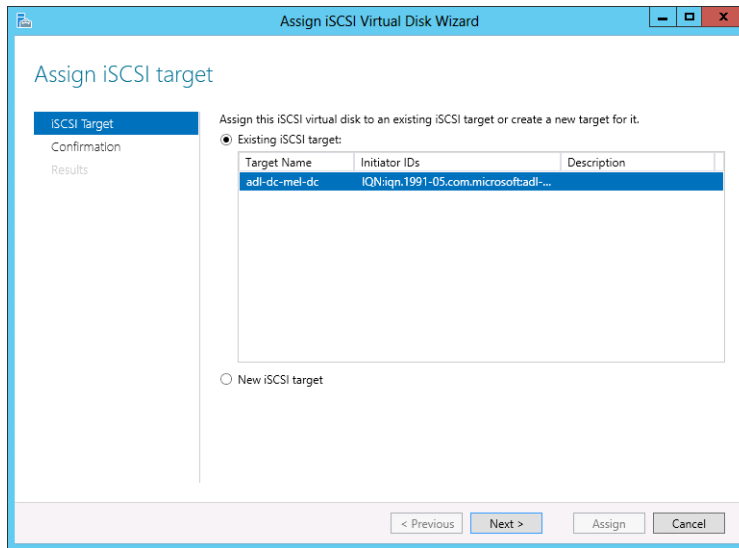 Assign iSCSI Virtual Disk Wizard
Assign iSCSI target
iSCSI Target
Confirmation
Results
Assign this iSCSI virtual disk to an existing iSCSI target or create a new target for it.
Existing iSCSI target:
Target Name Initiator IDs Description
adl-dc-mel-dc IQN:iqn.1991-05.com.microsoft:adl-...
New iSCSI target
< Previous Next > Assign Cancel